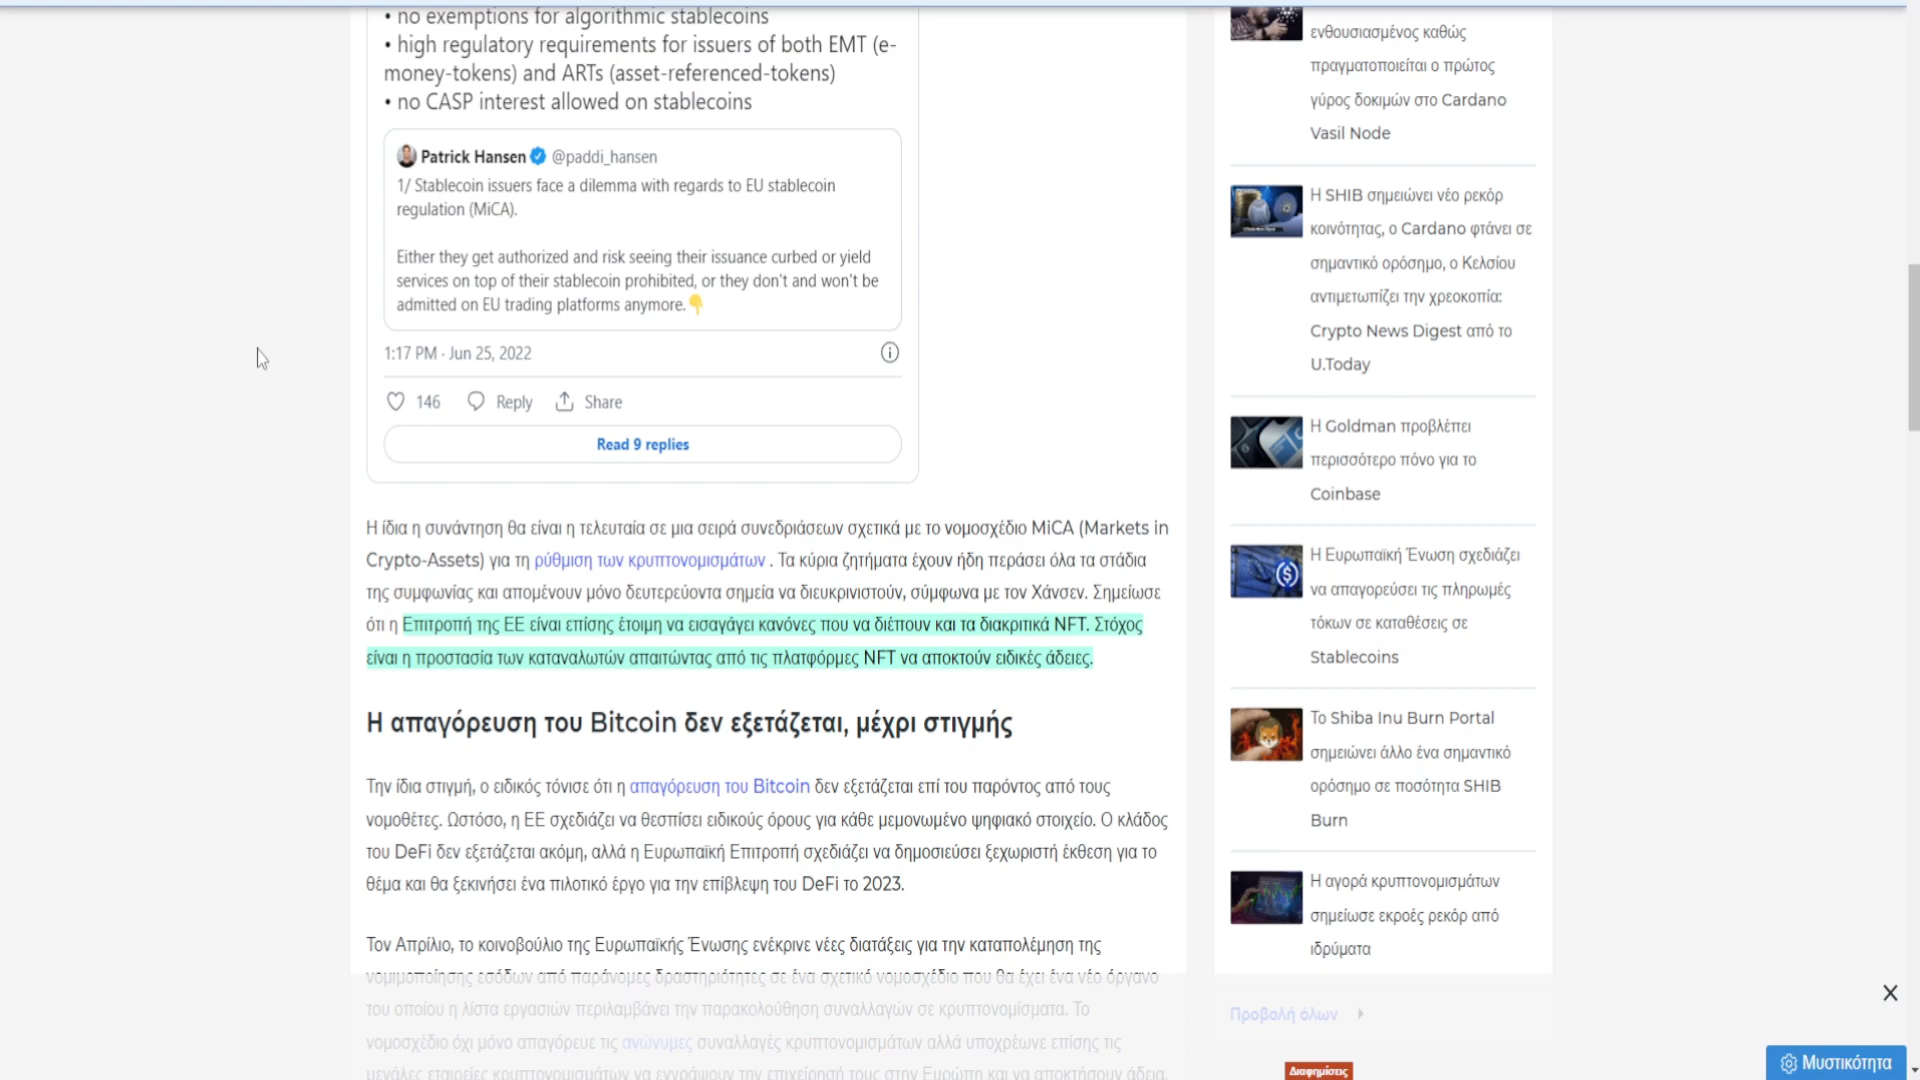 • no exemptions for algorithmic stablecoins
• high regulatory requirements for issuers of both EMT (e-
money-tokens) and ARTs (asset-referenced-tokens)
• no CASP interest allowed on stablecoins
Patrick Hansen @paddi_hansen
1/ Stablecoin issuers face a dilemma with regards to EU stablecoin
regulation (MiCA).
Either they get authorized and risk seeing their issuance curbed or yield
services on top of their stablecoin prohibited, or they don't and won't be
admitted on EU trading platforms anymore.👇
1:17 PM · Jun 25, 2022
146 Reply Share
Read 9 replies
Η ίδια η συνάντηση θα είναι η τελευταία σε μια σειρά συνεδριάσεων σχετικά με το νομοσχέδιο MiCA (Markets in
Crypto-Assets) για τη ρύθμιση των κρυπτονομισμάτων . Τα κύρια ζητήματα έχουν ήδη περάσει όλα τα στάδια
της συμφωνίας και απομένουν μόνο δευτερεύοντα σημεία να διευκρινιστούν, σύμφωνα με τον Χάνσεν. Σημείωσε
ότι η Επιτροπή της ΕΕ είναι επίσης έτοιμη να εισαγάγει κανόνες που να διέπουν και τα διακριτικά NFT. Στόχος
είναι η προστασία των καταναλωτών απαιτώντας από τις πλατφόρμες NFT να αποκτούν ειδικές άδειες.
Η απαγόρευση του Bitcoin δεν εξετάζεται, μέχρι στιγμής
Την ίδια στιγμή, ο ειδικός τόνισε ότι η απαγόρευση του Bitcoin δεν εξετάζεται επί του παρόντος από τους
νομοθέτες. Ωστόσο, η ΕΕ σχεδιάζει να θεσπίσει ειδικούς όρους για κάθε μεμονωμένο ψηφιακό στοιχείο. Ο κλάδος
του DeFi δεν εξετάζεται ακόμη, αλλά η Ευρωπαϊκή Επιτροπή σχεδιάζει να δημοσιεύσει ξεχωριστή έκθεση για το
θέμα και θα ξεκινήσει ένα πιλοτικό έργο για την επίβλεψη του DeFi το 2023.
Τον Απρίλιο, το κοινοβούλιο της Ευρωπαϊκής Ένωσης ενέκρινε νέες διατάξεις για την καταπολέμηση της
νομιμοποίησης εσόδων από παράνομες δραστηριότητες σε ένα σχετικό νομοσχέδιο που θα έχει ένα νέο όργανο
του οποίου η λίστα εργασιών περιλαμβάνει την παρακολούθηση συναλλαγών σε κρυπτονομίσματα. Το
νομοσχέδιο όχι μόνο απαγόρευε τις ανώνυμες συναλλαγές κρυπτονομισμάτων αλλά υποχρέωνε επίσης τις
μεγάλες εταιρείες κρυπτονομισμάτων να εγγράψουν την επιχείρησή τους στην Ευρώπη και να αποκτήσουν άδεια.
ενθουσιασμένος καθώς
πραγματοποιείται ο πρώτος
γύρος δοκιμών στο Cardano
Vasil Node
Η SHIB σημειώνει νέο ρεκόρ
κοινότητας, ο Cardano φτάνει σε
σημαντικό ορόσημο, ο Κελσίου
αντιμετωπίζει την χρεοκοπία:
Crypto News Digest από το
U.Today
Η Goldman προβλέπει
περισσότερο πόνο για το
Coinbase
Η Ευρωπαϊκή Ένωση σχεδιάζει
να απαγορεύσει τις πληρωμές
τόκων σε καταθέσεις σε
Stablecoins
Το Shiba Inu Burn Portal
σημειώνει άλλο ένα σημαντικό
ορόσημο σε ποσότητα SHIB
Burn
Η αγορά κρυπτονομισμάτων
σημείωσε εκροές ρεκόρ από
ιδρύματα
Προβολή όλων
Διαφημίσεις
Μυστικότητα